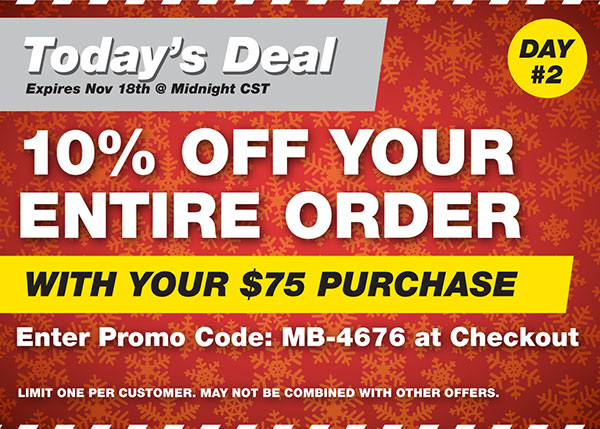 Today's Deal
Expires Nov 18th @ Midnight CST
DAY
#2
10% OFF YOUR
ENTIRE ORDER
WITH YOUR $75 PURCHASE
Enter Promo Code: MB-4676 at Checkout
LIMIT ONE PER CUSTOMER. MAY NOT BE COMBINED WITH OTHER OFFERS.